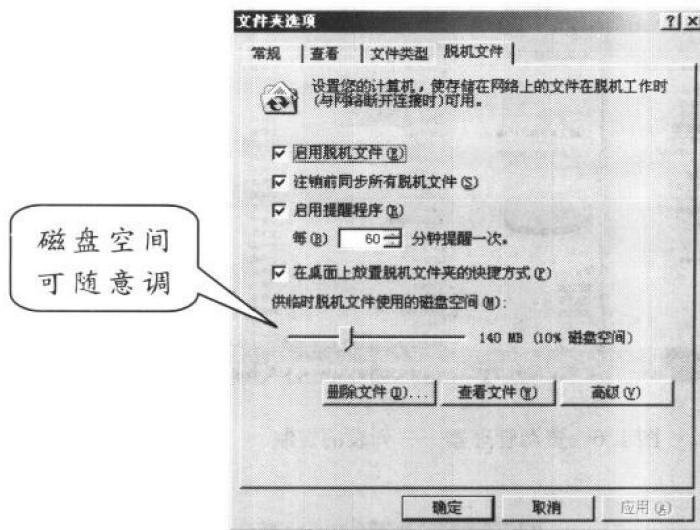 文件夹选项
常规 查看 文件类型 脱机文件
设置您的计算机，使存储在网络上的文件在脱机工作时
(与网络断开连接时)可用。
启用脱机文件(E)
注销前同步所有脱机文件(S)
启用提醒程序(R)
每(B) 60 分钟提醒一次。
在桌面上放置脱机文件夹的快捷方式(P)
供临时脱机文件使用的磁盘空间(M):
140 MB (10% 磁盘空间)
删除文件(D)... 查看文件(V) 高级(V)
确定 取消 应用(A)
磁盘空间
可随意调